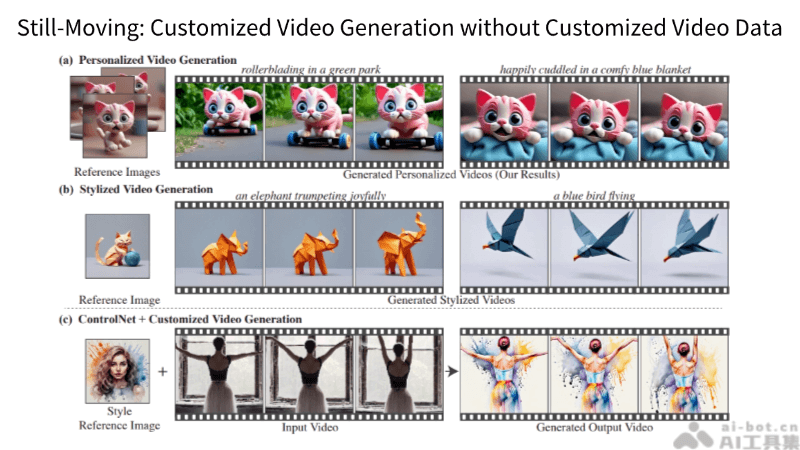 Still-Moving: Customized Video Generation without Customized Video Data
(a) Personalized Video Generation
rollerblading in a green park
happily cuddled in a comfy blue blanket
Reference Images
Generated Personalized Videos (Our Results)
(b) Stylized Video Generation
an elephant trumpeting joyfully
a blue bird flying
Reference Image
Generated Stylized Videos
(c) ControlNet + Customized Video Generation
+
Style
Reference Image
Input Video
Generated Output Video
ai-bot.cn
AI工具集